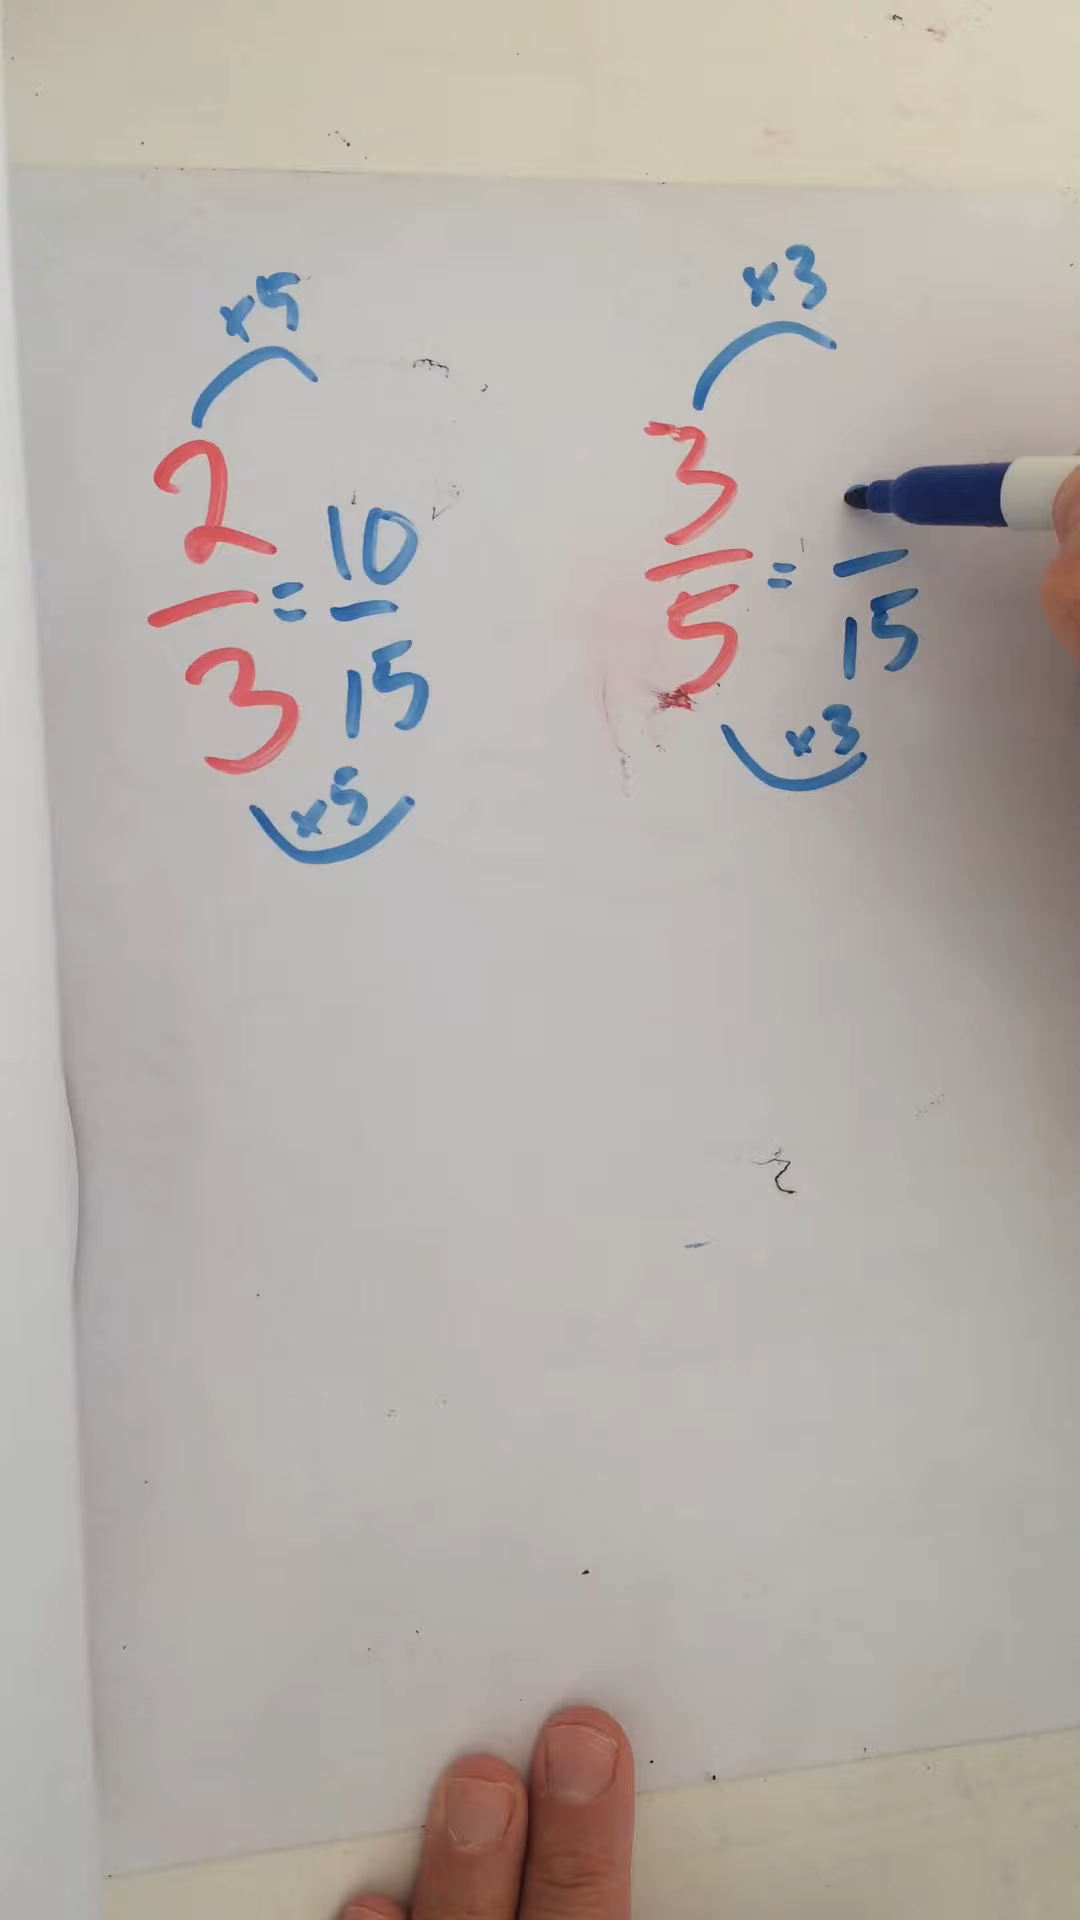 ×5 ×3
2/3 = 10/15 3/5 = /15
×5 ×3